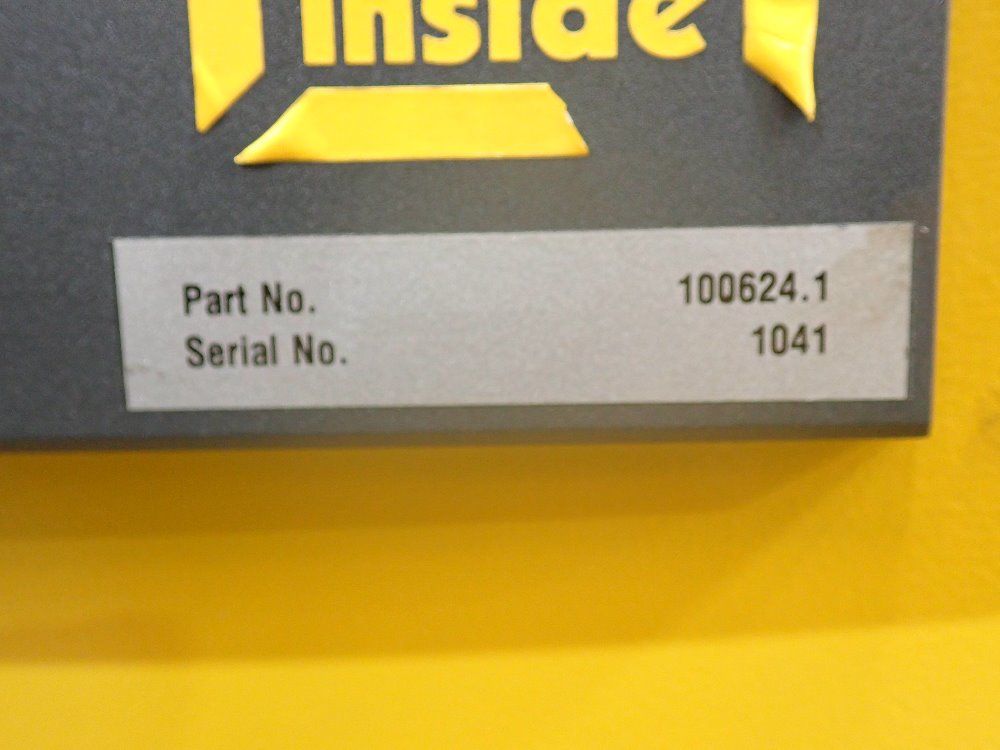 inside
Part No. 100624.1
Serial No. 1041